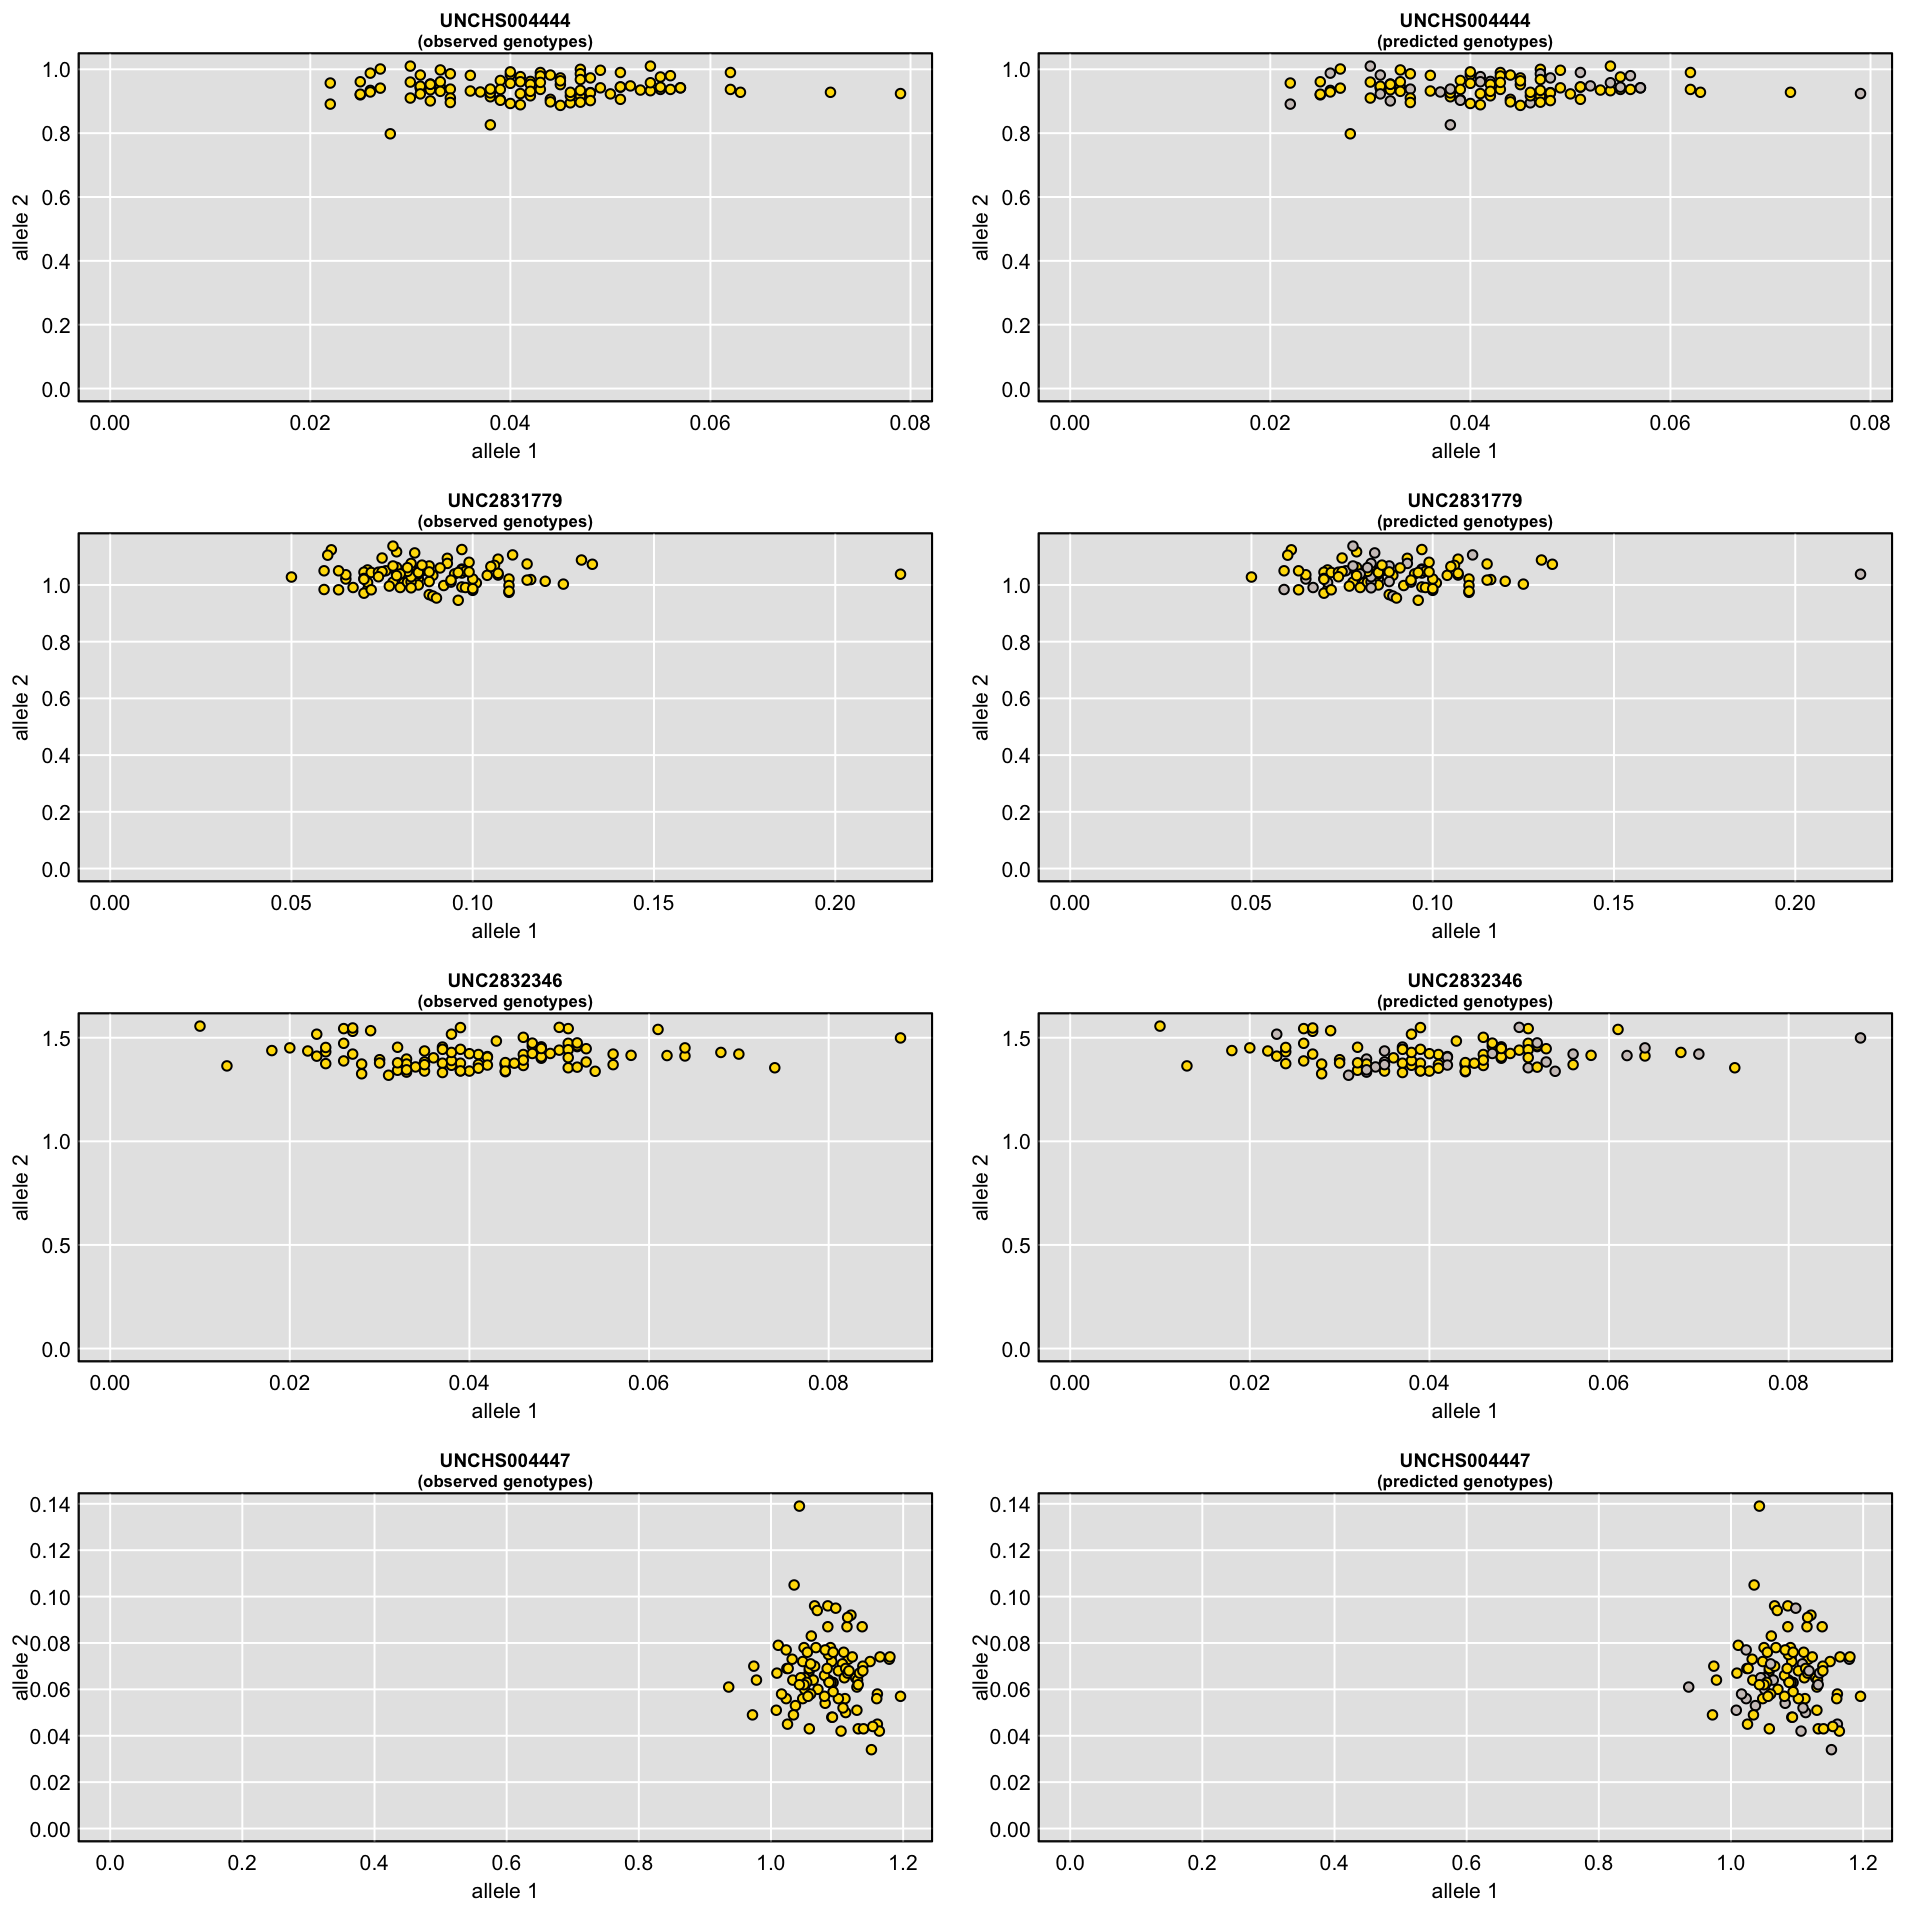 UNCHS004444
(observed genotypes)
allele 2
1.0
0.8
0.6
0.4
0.2
0.0
0.00 0.02 0.04 0.06 0.08
allele 1
UNCHS004444
(predicted genotypes)
allele 2
1.0
0.8
0.6
0.4
0.2
0.0
0.00 0.02 0.04 0.06 0.08
allele 1
UNC2831779
(observed genotypes)
allele 2
1.0
0.8
0.6
0.4
0.2
0.0
0.00 0.05 0.10 0.15 0.20
allele 1
UNC2831779
(predicted genotypes)
allele 2
1.0
0.8
0.6
0.4
0.2
0.0
0.00 0.05 0.10 0.15 0.20
allele 1
UNC2832346
(observed genotypes)
allele 2
1.5
1.0
0.5
0.0
0.00 0.02 0.04 0.06 0.08
allele 1
UNC2832346
(predicted genotypes)
allele 2
1.5
1.0
0.5
0.0
0.00 0.02 0.04 0.06 0.08
allele 1
UNCHS004447
(observed genotypes)
allele 2
0.14
0.12
0.10
0.08
0.06
0.04
0.02
0.00
0.0 0.2 0.4 0.6 0.8 1.0 1.2
allele 1
UNCHS004447
(predicted genotypes)
allele 2
0.14
0.12
0.10
0.08
0.06
0.04
0.02
0.00
0.0 0.2 0.4 0.6 0.8 1.0 1.2
allele 1